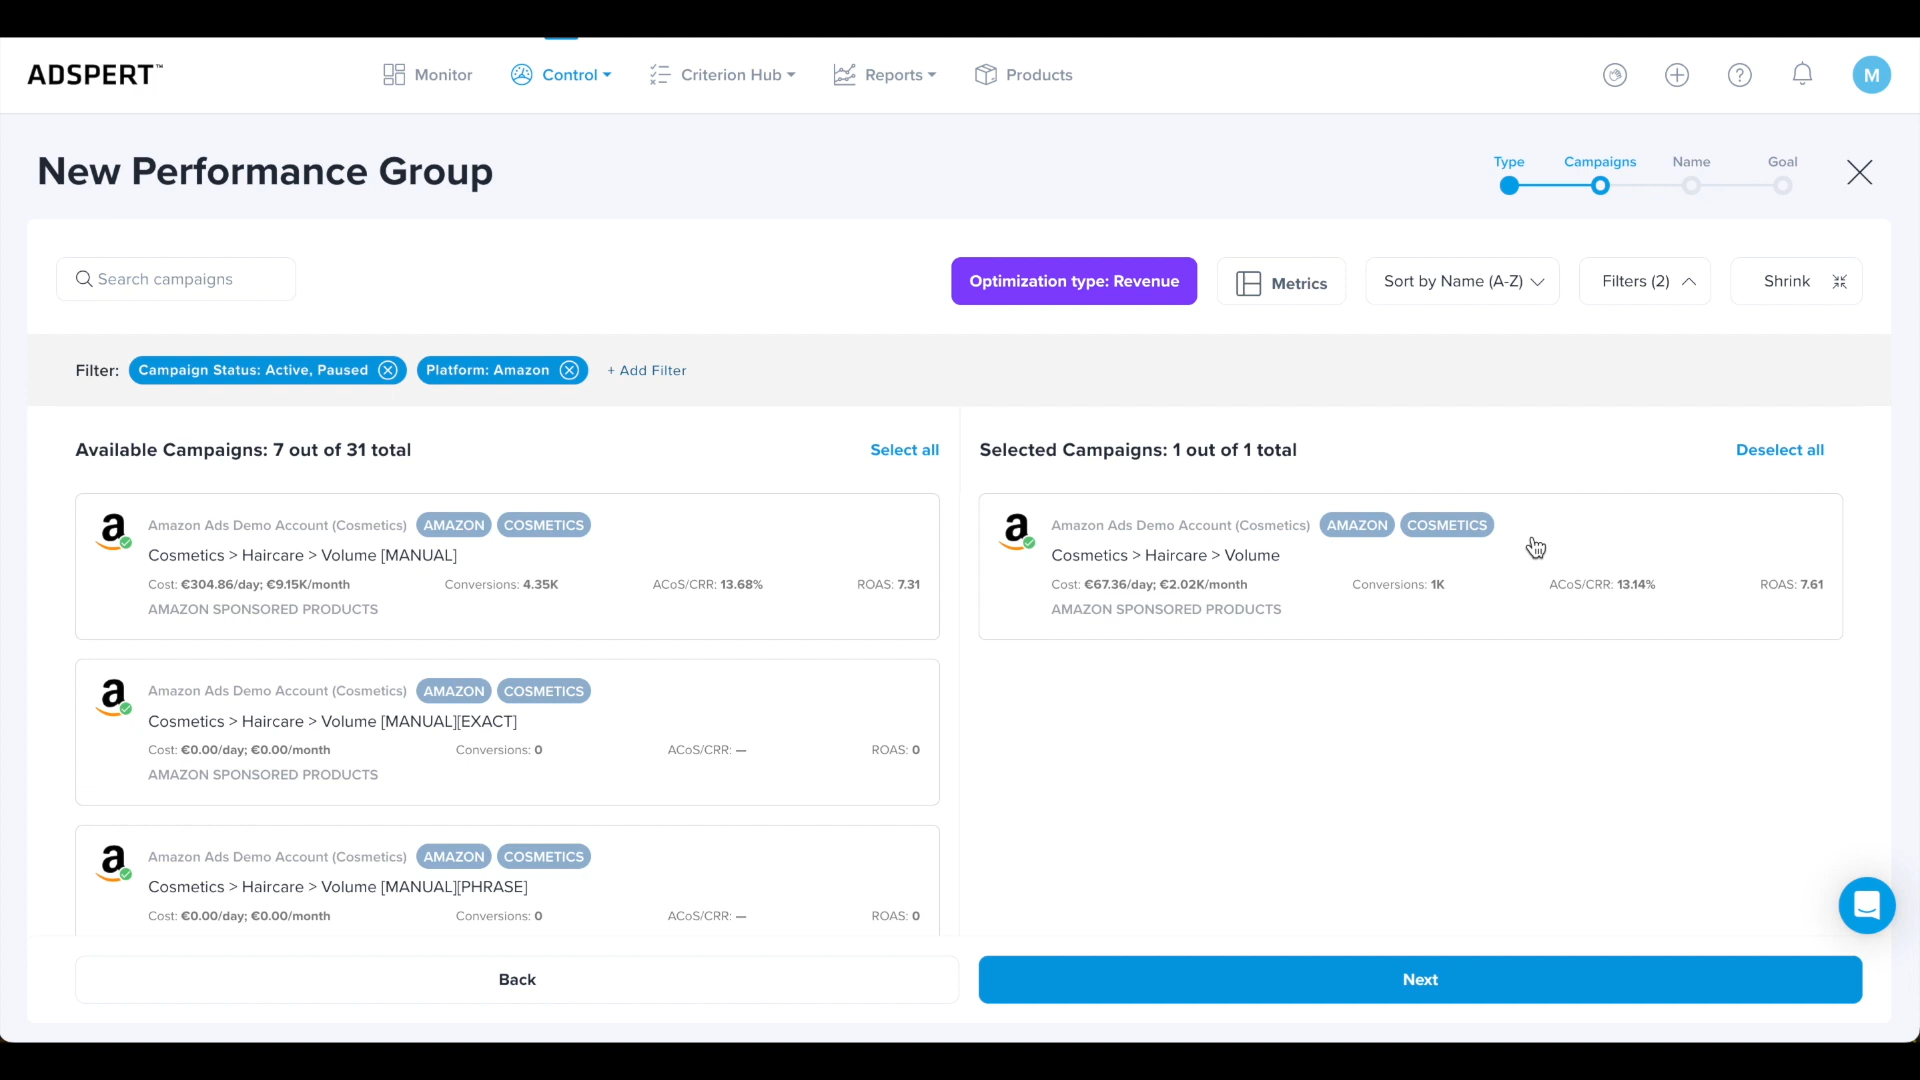 ADSPERT™
Monitor
Control
Criterion Hub
Reports
Products
M
New Performance Group
Type
Campaigns
Name
Goal
Search campaigns
Optimization type: Revenue
Metrics
Sort by Name (A-Z)
Filters (2)
Shrink
Filter:
Campaign Status: Active, Paused
Platform: Amazon
+ Add Filter
Available Campaigns: 7 out of 31 total
Select all
Amazon Ads Demo Account (Cosmetics) AMAZON COSMETICS
Cosmetics > Haircare > Volume [MANUAL]
Cost: €304.86/day; €9.15K/month Conversions: 4.35K ACoS/CRR: 13.68% ROAS: 7.31
AMAZON SPONSORED PRODUCTS
Amazon Ads Demo Account (Cosmetics) AMAZON COSMETICS
Cosmetics > Haircare > Volume [MANUAL][EXACT]
Cost: €0.00/day; €0.00/month Conversions: 0 ACoS/CRR: — ROAS: 0
AMAZON SPONSORED PRODUCTS
Amazon Ads Demo Account (Cosmetics) AMAZON COSMETICS
Cosmetics > Haircare > Volume [MANUAL][PHRASE]
Cost: €0.00/day; €0.00/month Conversions: 0 ACoS/CRR: — ROAS: 0
Selected Campaigns: 1 out of 1 total
Deselect all
Amazon Ads Demo Account (Cosmetics) AMAZON COSMETICS
Cosmetics > Haircare > Volume
Cost: €67.36/day; €2.02K/month Conversions: 1K ACoS/CRR: 13.14% ROAS: 7.61
AMAZON SPONSORED PRODUCTS
Back
Next